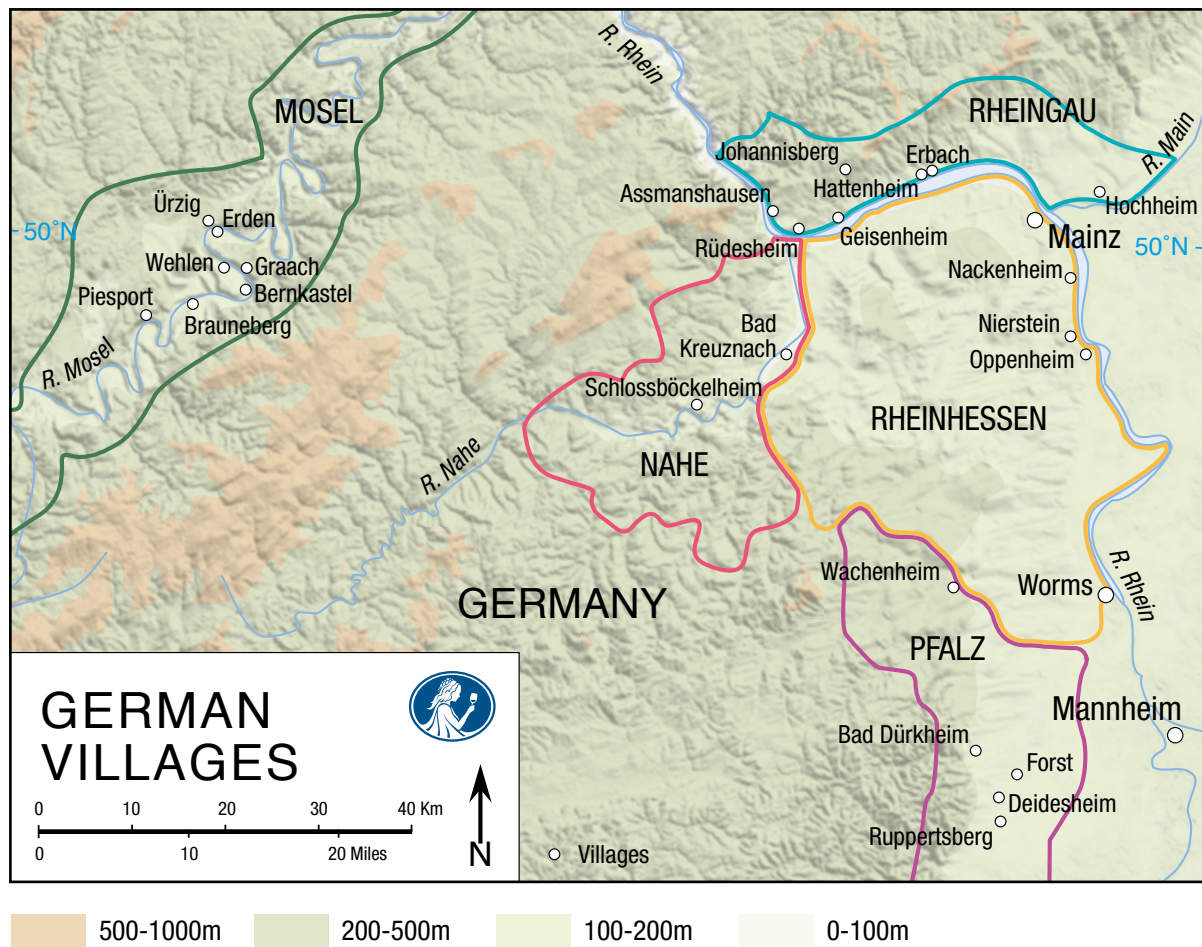 R. Rhein
MOSEL
RHEINGAU
R. Main
Johannisberg
Erbach
Hattenheim
Assmanshausen
Hochheim
Ürzig
Erden
50°N
Rüdesheim
Geisenheim
Mainz
50°N
Wehlen
Graach
Nackenheim
Piesport
Bernkastel
Brauneberg
Nierstein
Bad
Kreuznach
Oppenheim
R. Mosel
Schlossböckelheim
RHEINHESSEN
R. Nahe
NAHE
Wachenheim
Worms
R. Rhein
GERMANY
PFALZ
GERMAN
VILLAGES
Mannheim
Bad Dürkheim
Forst
Deidesheim
Ruppertsberg
0 10 20 30 40 Km
0 10 20 Miles
N
Villages
500-1000m 200-500m 100-200m 0-100m